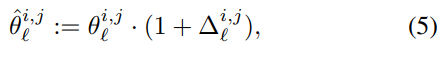 θ̂_ℓ^{i,j} := θ_ℓ^{i,j} · (1 + Δ_ℓ^{i,j}), (5)